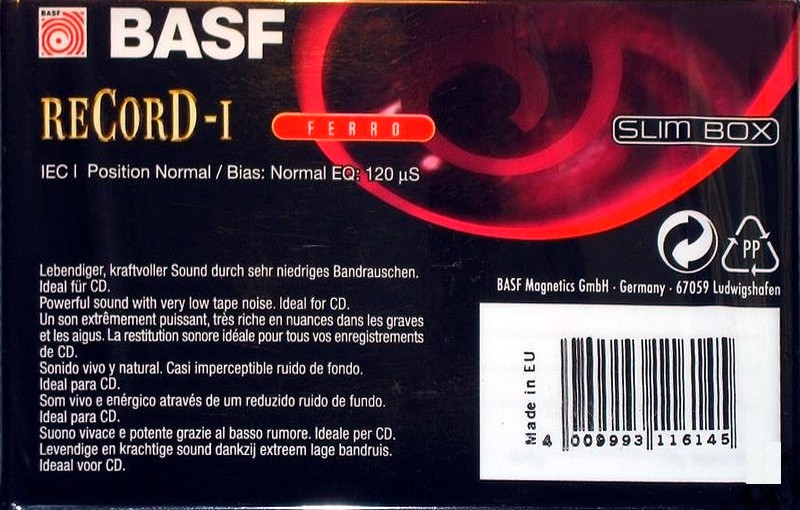 BASF
BASF
RECORD-I
FERRO
SLIM BOX
IEC I Position Normal / Bias: Normal EQ: 120 µS
PP
BASF Magnetics GmbH · Germany · 67059 Ludwigshafen
Lebendiger, kraftvoller Sound durch sehr niedriges Bandrauschen.
Ideal für CD.
Powerful sound with very low tape noise. Ideal for CD.
Un son extrêmement puissant, très riche en nuances dans les graves
et les aigus. La restitution sonore idéale pour tous vos enregistrements
de CD.
Sonido vivo y natural. Casi imperceptible ruido de fondo.
Ideal para CD.
Som vivo e enérgico através de um reduzido ruido de fundo.
Ideal para CD.
Suono vivace e potente grazie al basso rumore. Ideale per CD.
Levendige en krachtige sound dankzij extreem lage bandruis.
Ideaal voor CD.
Made in EU
4 009993 116145